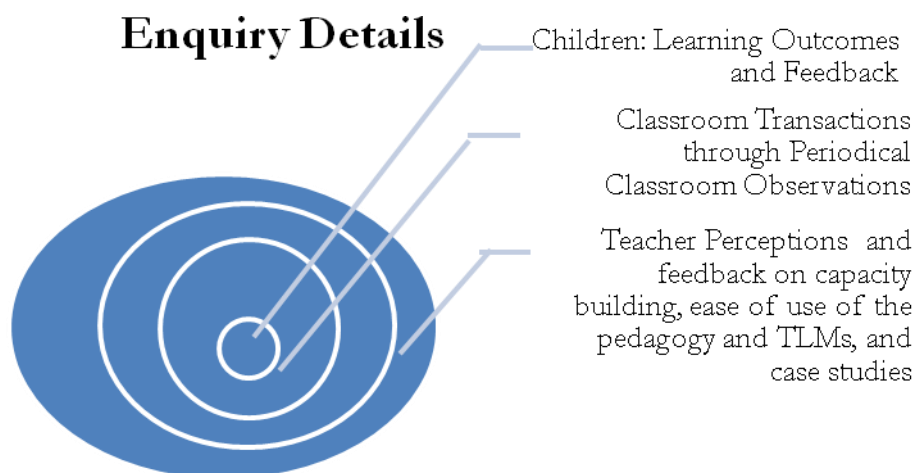 Enquiry Details
Children: Learning Outcomes
and Feedback
Classroom Transactions
through Periodical
Classroom Observations
Teacher Perceptions and
feedback on capacity
building, ease of use of the
pedagogy and TLMs, and
case studies